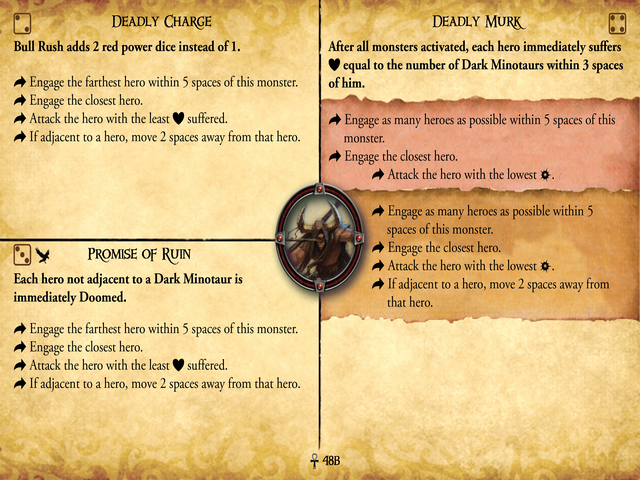 Deadly Charge
Bull Rush adds 2 red power dice instead of 1.
Engage the farthest hero within 5 spaces of this monster.
Engage the closest hero.
Attack the hero with the least suffered.
If adjacent to a hero, move 2 spaces away from that hero.
Promise of Ruin
Each hero not adjacent to a Dark Minotaur is
immediately Doomed.
Engage the farthest hero within 5 spaces of this monster.
Engage the closest hero.
Attack the hero with the least suffered.
If adjacent to a hero, move 2 spaces away from that hero.
Deadly Murk
After all monsters activated, each hero immediately suffers
equal to the number of Dark Minotaurs within 3 spaces
of him.
Engage as many heroes as possible within 5 spaces of this
monster.
Engage the closest hero.
Attack the hero with the lowest .
Engage as many heroes as possible within 5
spaces of this monster.
Engage the closest hero.
Attack the hero with the lowest .
If adjacent to a hero, move 2 spaces away from
that hero.
48B